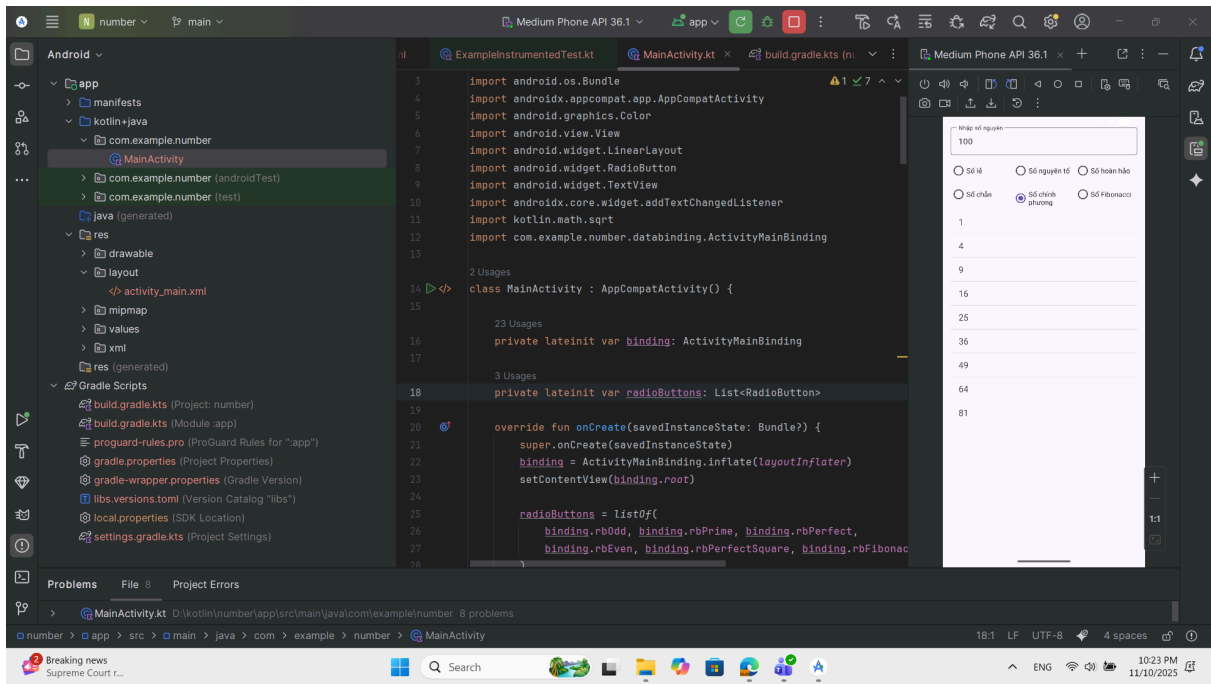 N number main Medium Phone API 36.1 app
Android
app
manifests
kotlin+java
com.example.number
MainActivity
com.example.number (androidTest)
com.example.number (test)
java (generated)
res
drawable
layout
</> activity_main.xml
mipmap
values
xml
res (generated)
Gradle Scripts
build.gradle.kts (Project: number)
build.gradle.kts (Module :app)
proguard-rules.pro (ProGuard Rules for ":app")
gradle.properties (Project Properties)
gradle-wrapper.properties (Gradle Version)
libs.versions.toml (Version Catalog "libs")
local.properties (SDK Location)
settings.gradle.kts (Project Settings)
ExampleInstrumentedTest.kt MainActivity.kt build.gradle.kts (nu
1 7
3 import android.os.Bundle
4 import androidx.appcompat.app.AppCompatActivity
5 import android.graphics.Color
6 import android.view.View
7 import android.widget.LinearLayout
8 import android.widget.RadioButton
9 import android.widget.TextView
10 import androidx.core.widget.addTextChangedListener
11 import kotlin.math.sqrt
12 import com.example.number.databinding.ActivityMainBinding
13
2 Usages
14 </> class MainActivity : AppCompatActivity() {
15
23 Usages
16 private lateinit var binding: ActivityMainBinding
17
3 Usages
18 private lateinit var radioButtons: List<RadioButton>
19
20 override fun onCreate(savedInstanceState: Bundle?) {
21 super.onCreate(savedInstanceState)
22 binding = ActivityMainBinding.inflate(layoutInflater)
23 setContentView(binding.root)
24
25 radioButtons = listOf(
26 binding.rbOdd, binding.rbPrime, binding.rbPerfect,
27 binding.rbEven, binding.rbPerfectSquare, binding.rbFibonac
28 )
Medium Phone API 36.1
Nhập số nguyên
100
Số lẻ Số nguyên tố Số hoàn hảo
Số chẵn Số chính phương Số Fibonacci
1
4
9
16
25
36
49
64
81
1:1
Problems File 8 Project Errors
MainActivity.kt D:\kotlin\number\app\src\main\java\com\example\number 8 problems
number > app > src > main > java > com > example > number > MainActivity 18:1 LF UTF-8 4 spaces
2 Breaking news
Supreme Court r...
Search
ENG
10:23 PM
11/10/2025